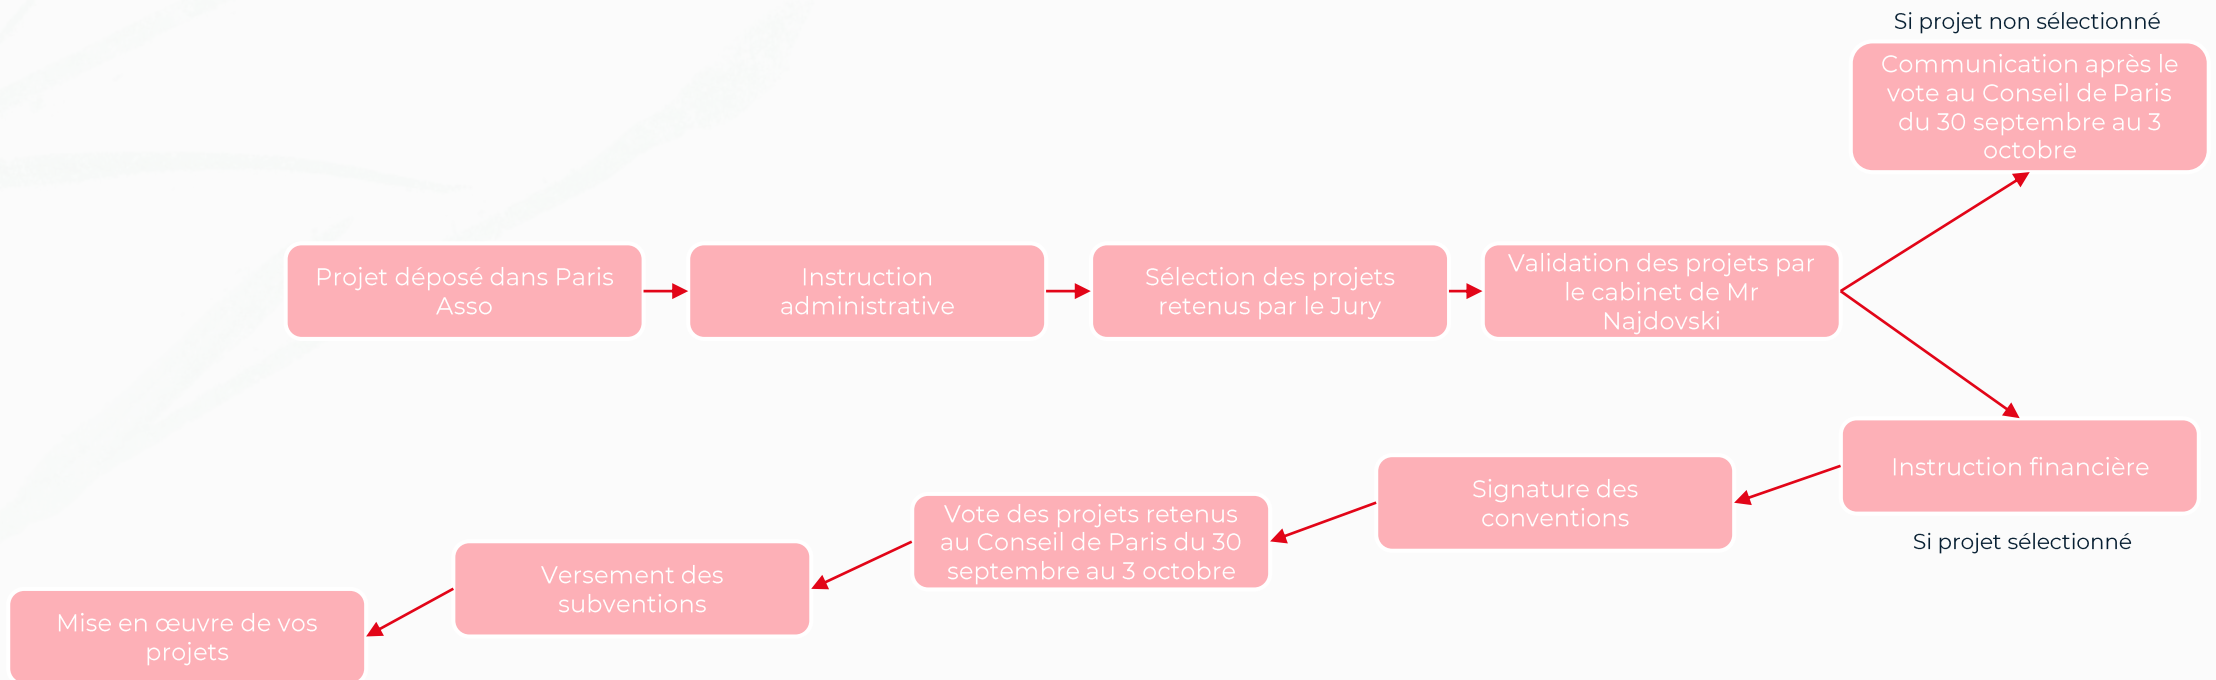 Si projet non sélectionné
Communication après le
vote au Conseil de Paris
du 30 septembre au 3
octobre
Projet déposé dans Paris
Asso
Instruction
administrative
Sélection des projets
retenus par le Jury
Validation des projets par
le cabinet de Mr
Najdovski
Instruction financière
Si projet sélectionné
Signature des
conventions
Vote des projets retenus
au Conseil de Paris du 30
septembre au 3 octobre
Versement des
subventions
Mise en œuvre de vos
projets